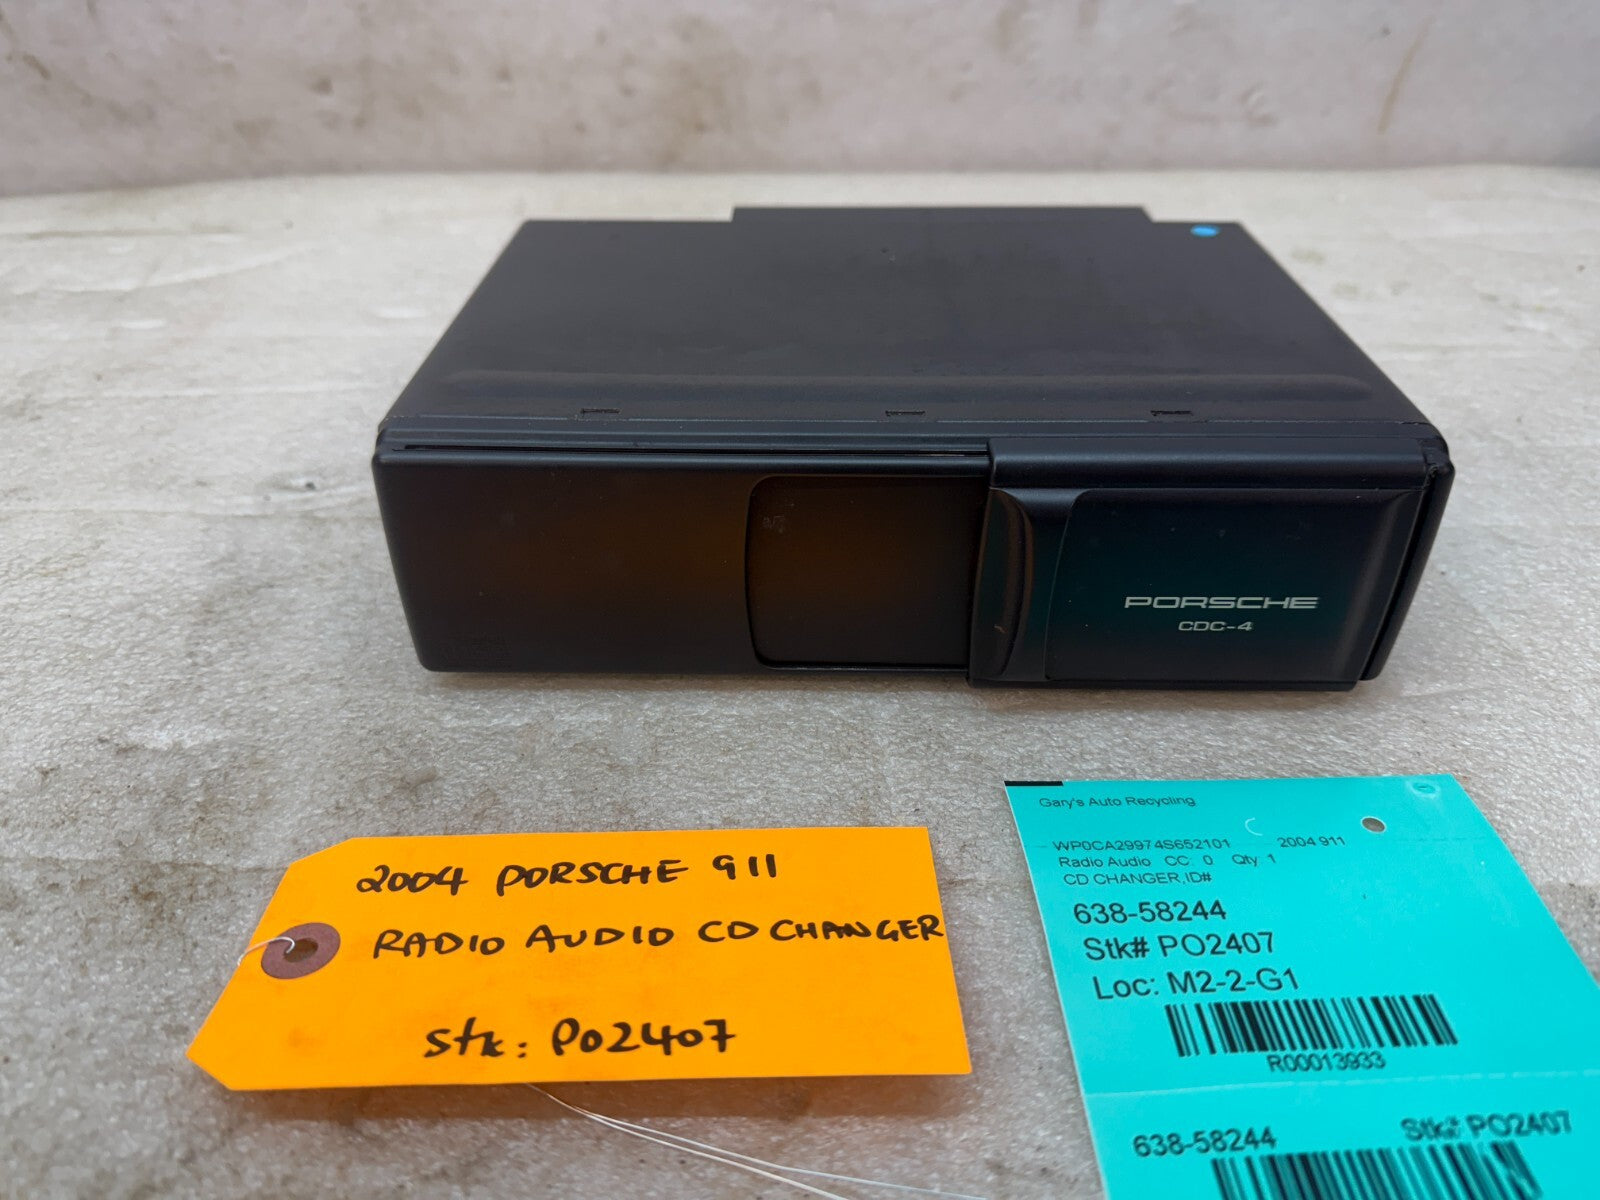 PORSCHE
CDC-4
2004 PORSCHE 911
RADIO AUDIO CD CHANGER
Stk: PO2407
Gary's Auto Recycling
WP0CA29974S652101 2004 911
Radio Audio CC: 0 Qty: 1
CD CHANGER,ID#
638-58244
Stk# PO2407
Loc: M2-2-G1
R00013933
638-58244 Stk# PO2407